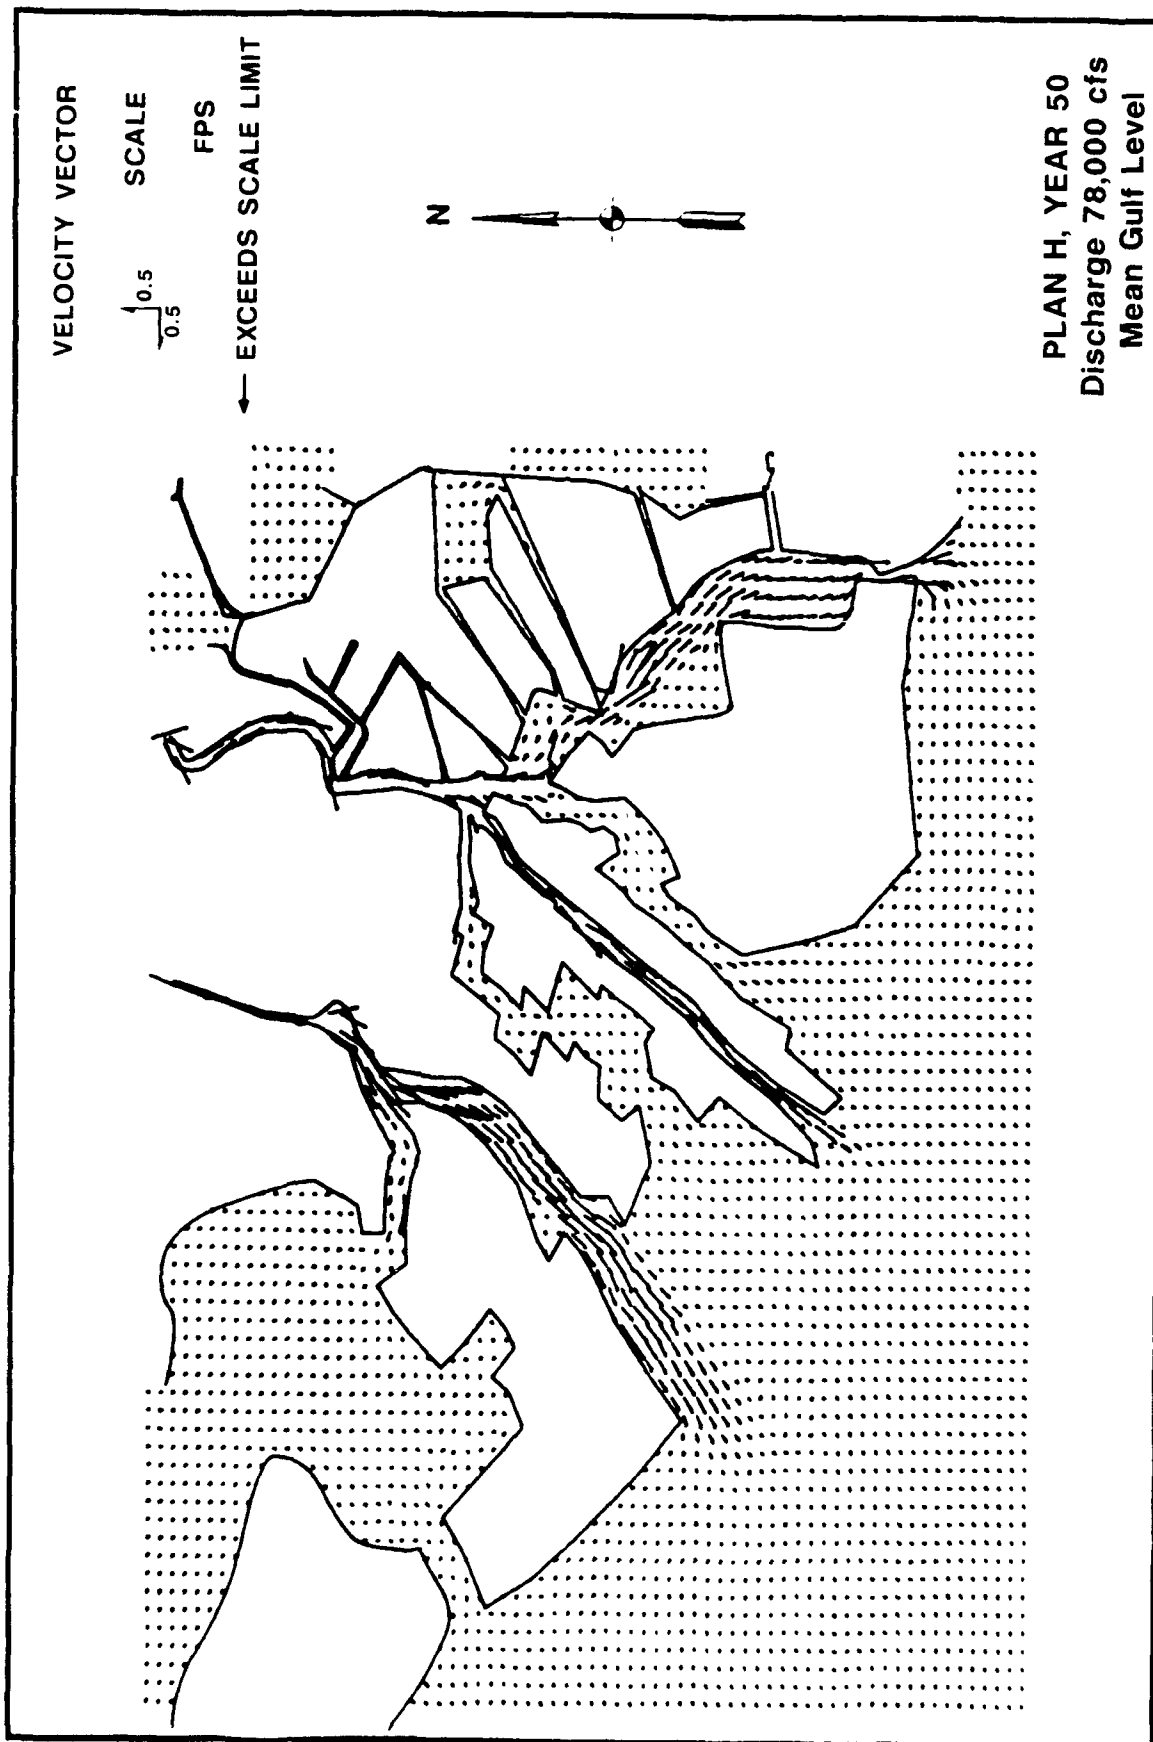 VELOCITY VECTOR
0.5
0.5
SCALE
FPS
EXCEEDS SCALE LIMIT
N
PLAN H, YEAR 50
Discharge 78,000 cfs
Mean Gulf Level